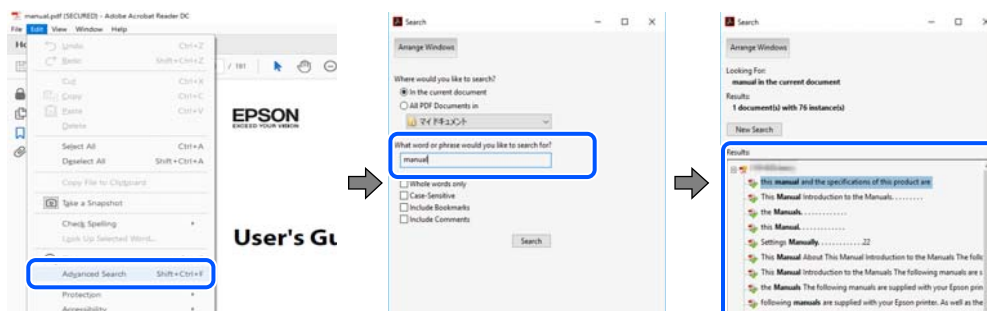 manual.pdf (SECURED) - Adobe Acrobat Reader DC
File Edit View Window Help
Undo Ctrl+Z
Redo Shift+Ctrl+Z
Cut Ctrl+X
Copy Ctrl+C
Paste Ctrl+V
Delete
Select All Ctrl+A
Deselect All Shift+Ctrl+A
Copy File to Clipboard
Take a Snapshot
Check Spelling
Look Up Selected Word...
Advanced Search Shift+Ctrl+F
Protection
Accessibility
/ 191
EPSON
EXCEED YOUR VISION
User's Gu
Search
Arrange Windows
Where would you like to search?
In the current document
All PDF Documents in
マイ ドキュメント
What word or phrase would you like to search for?
manual
Whole words only
Case-Sensitive
Include Bookmarks
Include Comments
Search
Search
Arrange Windows
Looking For:
manual in the current document
Results:
1 document(s) with 76 instance(s)
New Search
Results:
this manual and the specifications of this product are
This Manual Introduction to the Manuals. . . . . . . . .
the Manuals. . . . . . . . . . . . .
this Manual. . . . . . . . . . . . .
Settings Manually. . . . . . . . . . . . .22
This Manual About This Manual Introduction to the Manuals The follo
This Manual Introduction to the Manuals The following manuals are s
the Manuals The following manuals are supplied with your Epson prin
following manuals are supplied with your Epson printer. As well as the